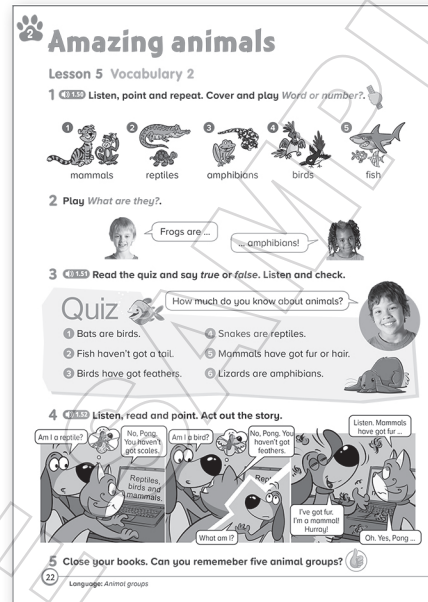 2
Amazing animals
Lesson 5 Vocabulary 2
1 1.50 Listen, point and repeat. Cover and play Word or number?.
1 2 3 4 5
mammals reptiles amphibians birds fish
2 Play What are they?.
Frogs are ...
... amphibians!
3 1.51 Read the quiz and say true or false. Listen and check.
Quiz
How much do you know about animals?
1 Bats are birds.
2 Fish haven't got a tail.
3 Birds have got feathers.
4 Snakes are reptiles.
5 Mammals have got fur or hair.
6 Lizards are amphibians.
4 1.52 Listen, read and point. Act out the story.
Am I a reptile?
No, Pong.
You haven't
got scales.
Reptiles,
birds and
mammals.
Am I a bird?
No, Pong. You
haven't got
feathers.
What am I?
Listen. Mammals
have got fur ...
I've got fur.
I'm a mammal!
Hurray!
Oh. Yes, Pong ...
5 Close your books. Can you rememeber five animal groups?
22
Language: Animal groups
SAMPL